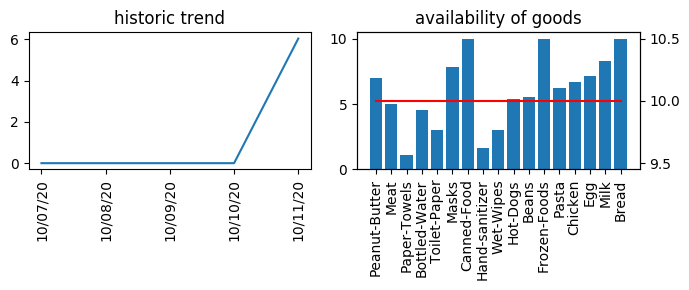 historic trend
6
4
2
0
10/07/20
10/08/20
10/09/20
10/10/20
10/11/20
availability of goods
10
5
0
10.5
10.0
9.5
Peanut-Butter
Meat
Paper-Towels
Bottled-Water
Toilet-Paper
Masks
Canned-Food
Hand-sanitizer
Wet-Wipes
Hot-Dogs
Beans
Frozen-Foods
Pasta
Chicken
Egg
Milk
Bread